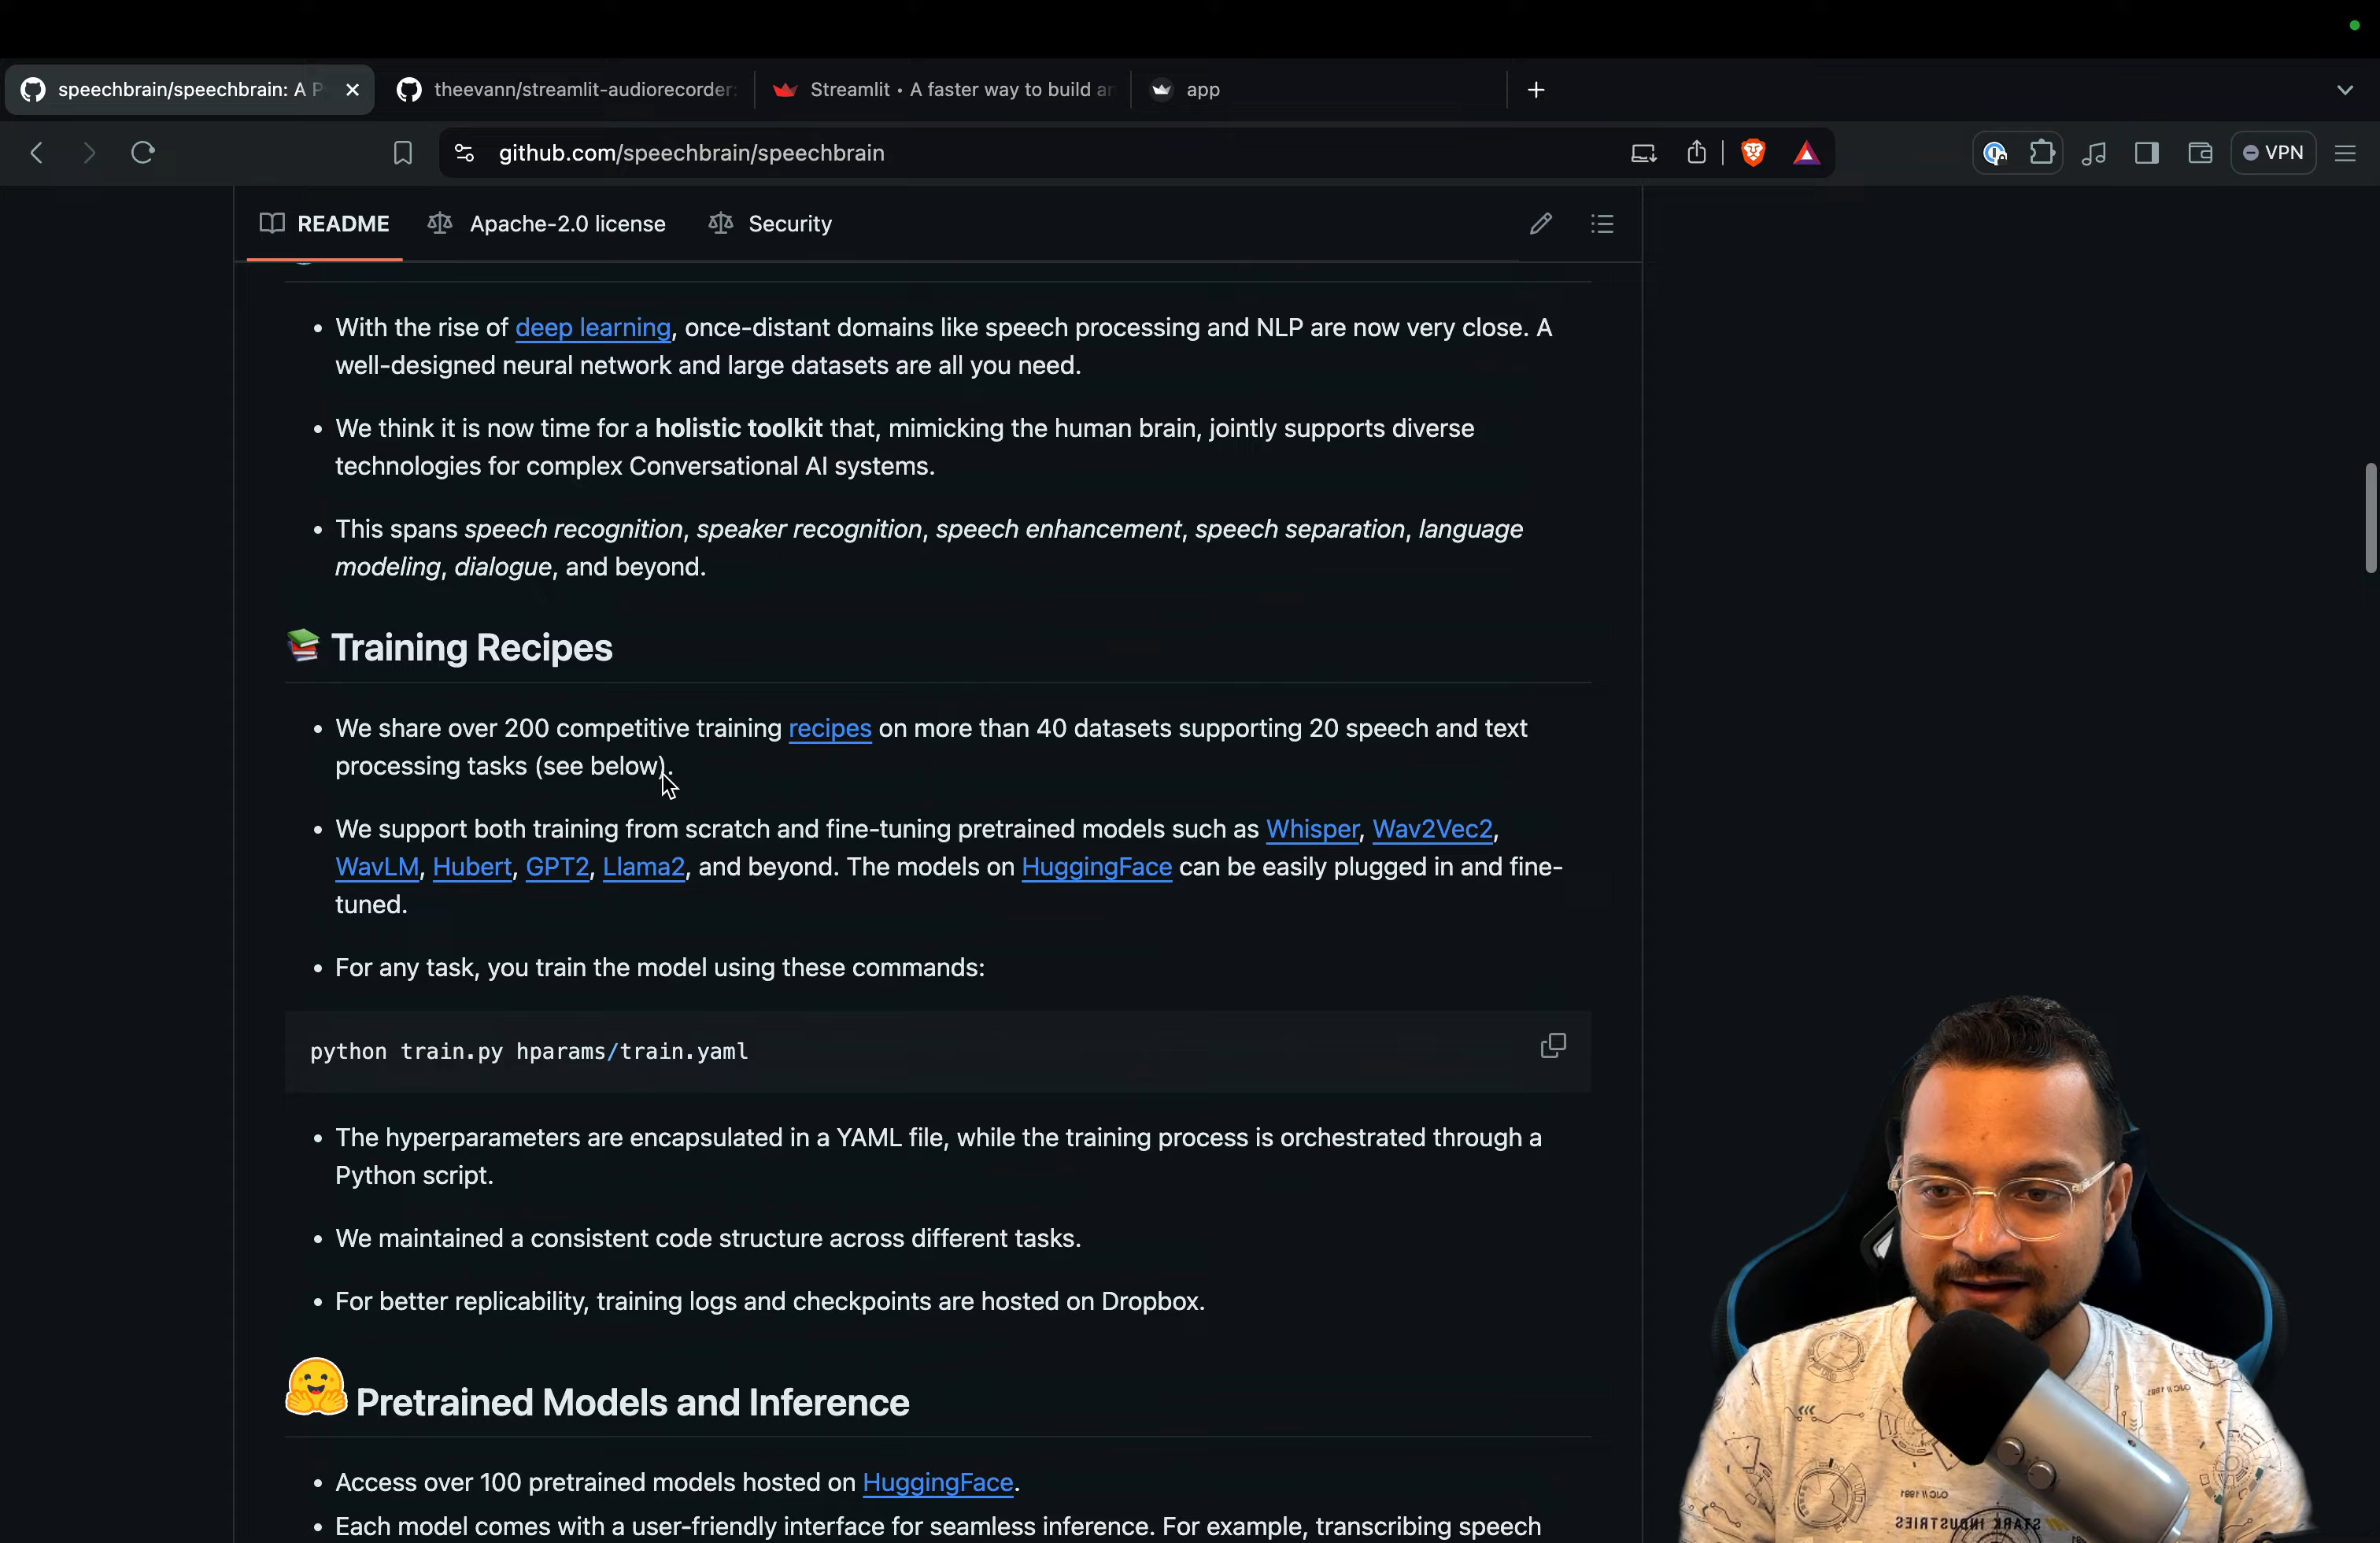 speechbrain/speechbrain: A P
theevann/streamlit-audiorecorder:
Streamlit • A faster way to build an
app
github.com/speechbrain/speechbrain
VPN
README
Apache-2.0 license
Security
• With the rise of deep learning, once-distant domains like speech processing and NLP are now very close. A
well-designed neural network and large datasets are all you need.
• We think it is now time for a holistic toolkit that, mimicking the human brain, jointly supports diverse
technologies for complex Conversational AI systems.
• This spans speech recognition, speaker recognition, speech enhancement, speech separation, language
modeling, dialogue, and beyond.
📚 Training Recipes
• We share over 200 competitive training recipes on more than 40 datasets supporting 20 speech and text
processing tasks (see below).
• We support both training from scratch and fine-tuning pretrained models such as Whisper, Wav2Vec2,
WavLM, Hubert, GPT2, Llama2, and beyond. The models on HuggingFace can be easily plugged in and fine-
tuned.
• For any task, you train the model using these commands:
python train.py hparams/train.yaml
• The hyperparameters are encapsulated in a YAML file, while the training process is orchestrated through a
Python script.
• We maintained a consistent code structure across different tasks.
• For better replicability, training logs and checkpoints are hosted on Dropbox.
🤗 Pretrained Models and Inference
• Access over 100 pretrained models hosted on HuggingFace.
• Each model comes with a user-friendly interface for seamless inference. For example, transcribing speech
STARK INDUSTRIES